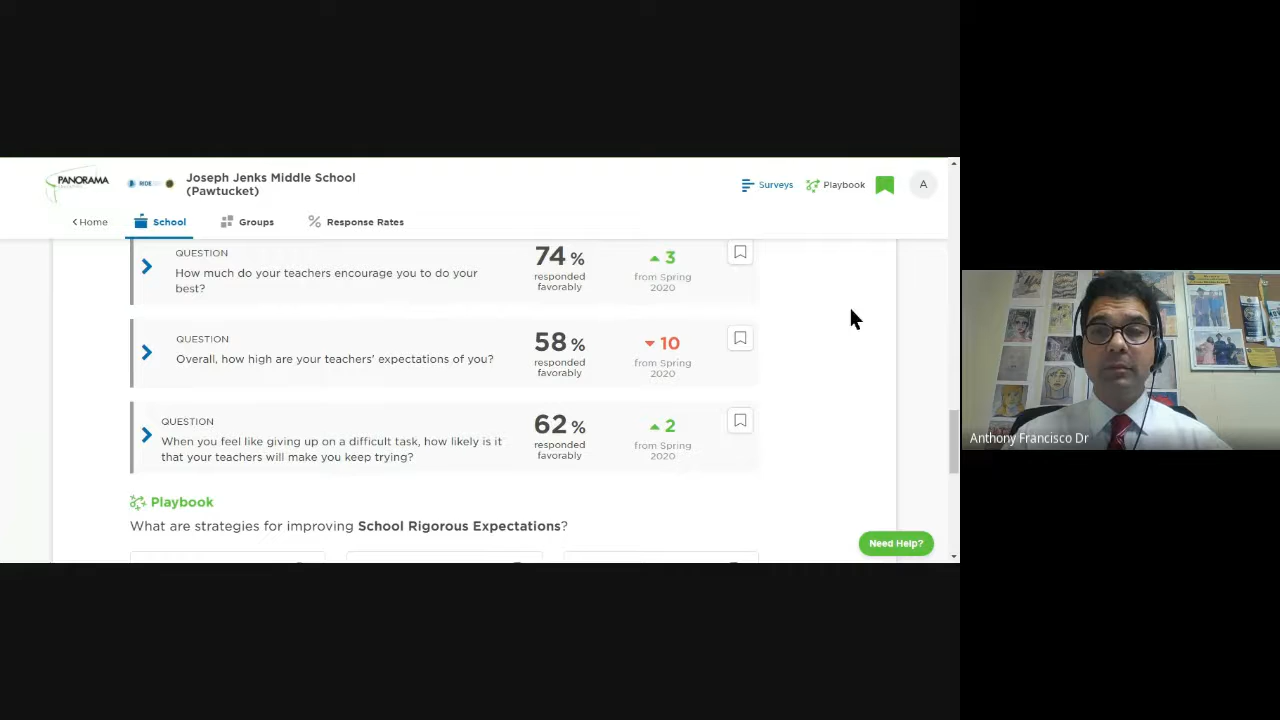 PANORAMA
RIDE
Joseph Jenks Middle School
(Pawtucket)
Surveys
Playbook
A
Home
School
Groups
Response Rates
QUESTION
How much do your teachers encourage you to do your
best?
74 %
responded
favorably
3
from Spring
2020
QUESTION
Overall, how high are your teachers' expectations of you?
58 %
responded
favorably
10
from Spring
2020
QUESTION
When you feel like giving up on a difficult task, how likely is it
that your teachers will make you keep trying?
62 %
responded
favorably
2
from Spring
2020
Playbook
What are strategies for improving School Rigorous Expectations?
Need Help?
Anthony Francisco Dr